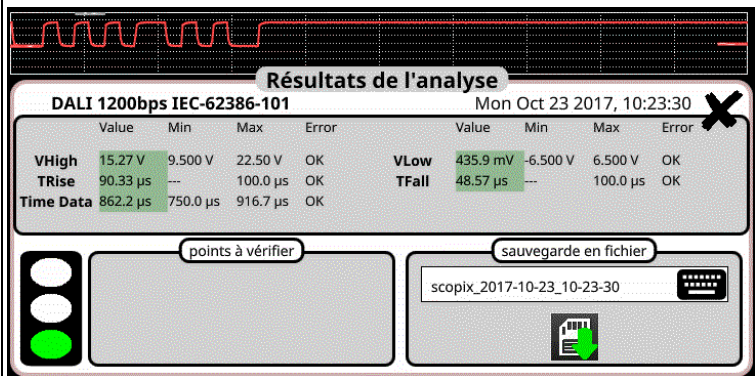 Résultats de l'analyse
DALI 1200bps IEC-62386-101 Mon Oct 23 2017, 10:23:30
Value Min Max Error Value Min Max Error
VHigh 15.27 V 9.500 V 22.50 V OK VLow 435.9 mV -6.500 V 6.500 V OK
TRise 90.33 µs --- 100.0 µs OK TFall 48.57 µs --- 100.0 µs OK
Time Data 862.2 µs 750.0 µs 916.7 µs OK
points à vérifier sauvegarde en fichier
scopix_2017-10-23_10-23-30